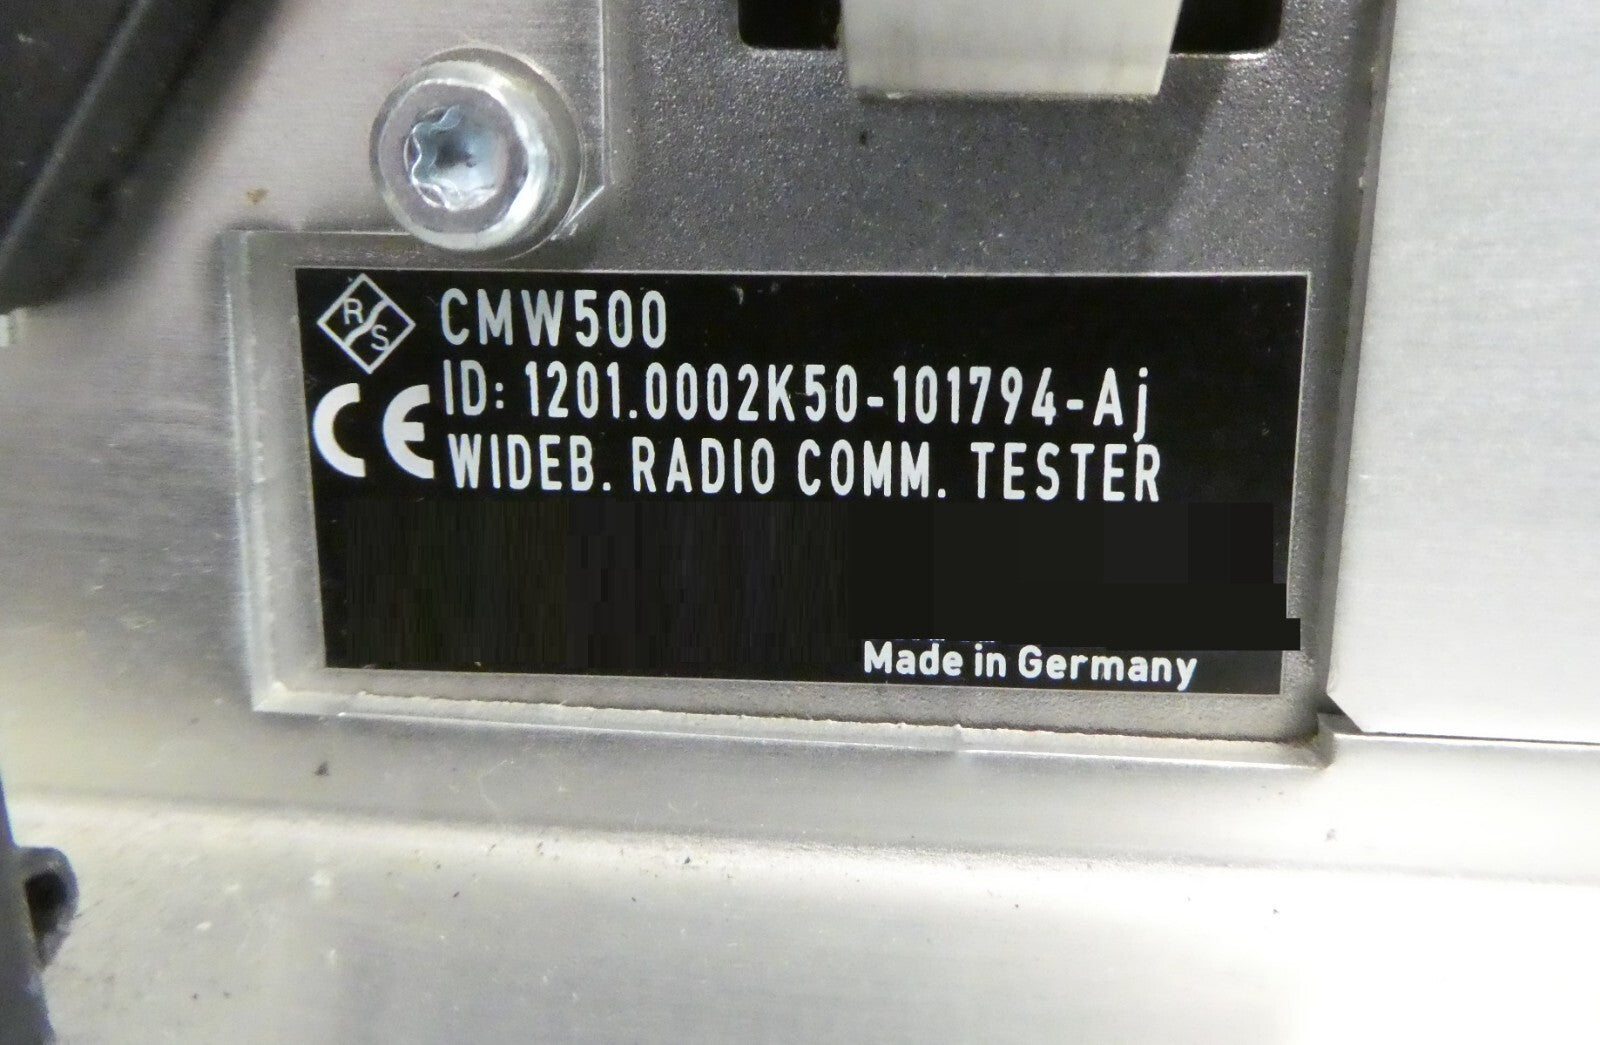 R S
CMW500
ID: 1201.0002K50-101794-Aj
CE
WIDEB. RADIO COMM. TESTER
Made in Germany